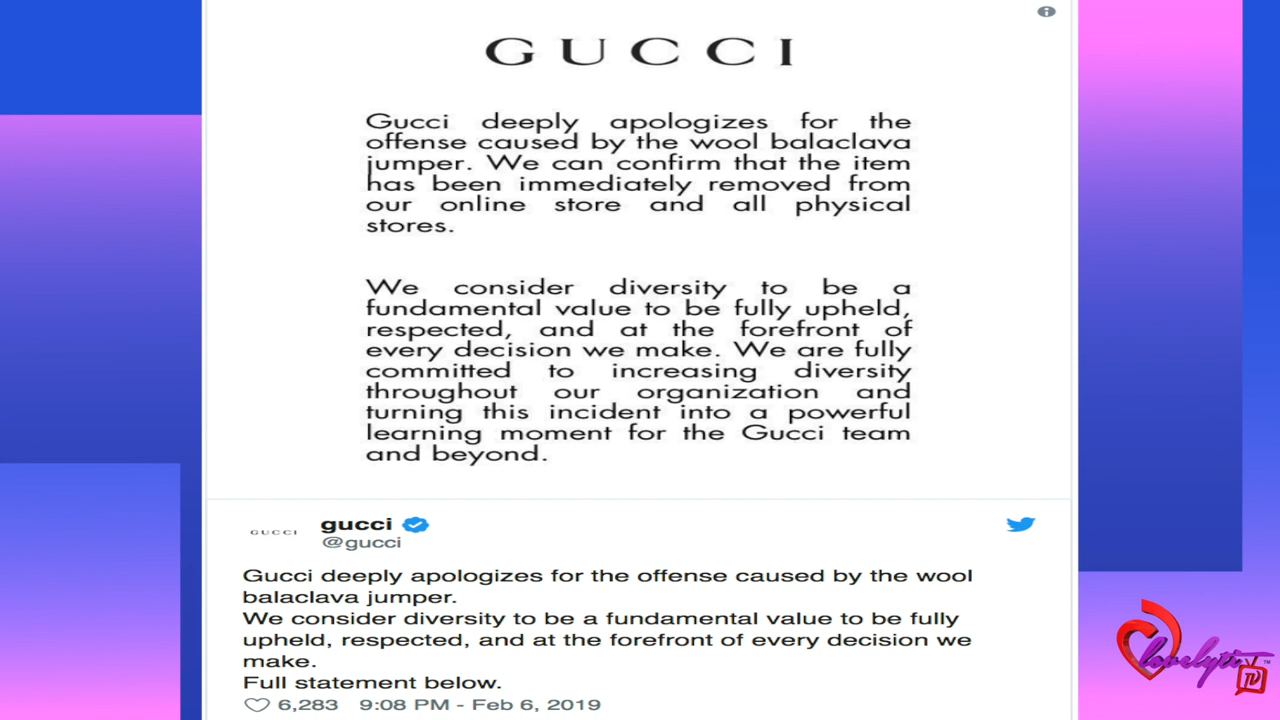 GUCCI
Gucci deeply apologizes for the
offense caused by the wool balaclava
jumper. We can confirm that the item
has been immediately removed from
our online store and all physical
stores.
We consider diversity to be a
fundamental value to be fully upheld,
respected, and at the forefront of
every decision we make. We are fully
committed to increasing diversity
throughout our organization and
turning this incident into a powerful
learning moment for the Gucci team
and beyond.
GUCCI
gucci
@gucci
Gucci deeply apologizes for the offense caused by the wool
balaclava jumper.
We consider diversity to be a fundamental value to be fully
upheld, respected, and at the forefront of every decision we
make.
Full statement below.
6,283 9:08 PM - Feb 6, 2019
lovelyti
TV
TM